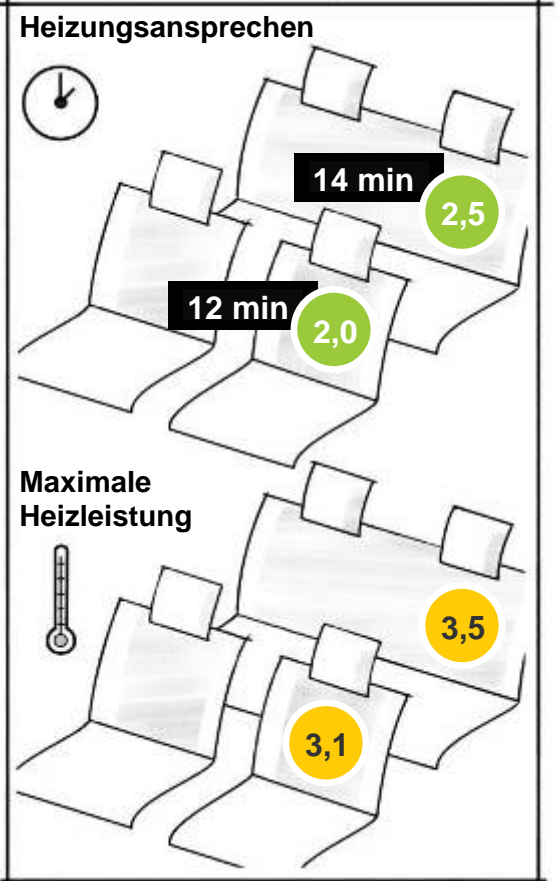 Heizungsansprechen
14 min
2,5
12 min
2,0
Maximale
Heizleistung
3,5
3,1